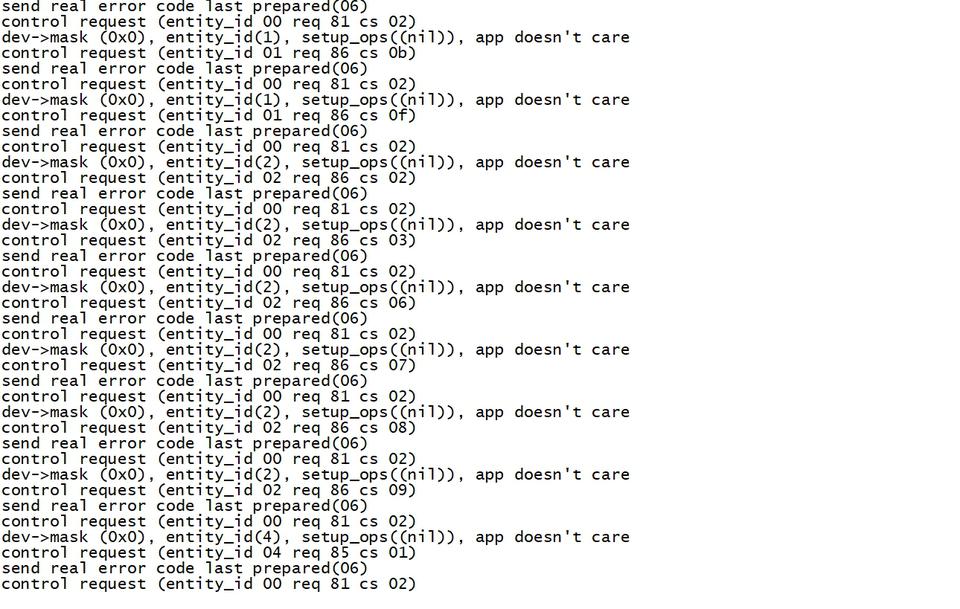 send real error code last prepared(06)
control request (entity_id 00 req 81 cs 02)
dev->mask (0x0), entity_id(1), setup_ops((nil)), app doesn't care
control request (entity_id 01 req 86 cs 0b)
send real error code last prepared(06)
control request (entity_id 00 req 81 cs 02)
dev->mask (0x0), entity_id(1), setup_ops((nil)), app doesn't care
control request (entity_id 01 req 86 cs 0f)
send real error code last prepared(06)
control request (entity_id 00 req 81 cs 02)
dev->mask (0x0), entity_id(2), setup_ops((nil)), app doesn't care
control request (entity_id 02 req 86 cs 02)
send real error code last prepared(06)
control request (entity_id 00 req 81 cs 02)
dev->mask (0x0), entity_id(2), setup_ops((nil)), app doesn't care
control request (entity_id 02 req 86 cs 03)
send real error code last prepared(06)
control request (entity_id 00 req 81 cs 02)
dev->mask (0x0), entity_id(2), setup_ops((nil)), app doesn't care
control request (entity_id 02 req 86 cs 06)
send real error code last prepared(06)
control request (entity_id 00 req 81 cs 02)
dev->mask (0x0), entity_id(2), setup_ops((nil)), app doesn't care
control request (entity_id 02 req 86 cs 07)
send real error code last prepared(06)
control request (entity_id 00 req 81 cs 02)
dev->mask (0x0), entity_id(2), setup_ops((nil)), app doesn't care
control request (entity_id 02 req 86 cs 08)
send real error code last prepared(06)
control request (entity_id 00 req 81 cs 02)
dev->mask (0x0), entity_id(2), setup_ops((nil)), app doesn't care
control request (entity_id 02 req 86 cs 09)
send real error code last prepared(06)
control request (entity_id 00 req 81 cs 02)
dev->mask (0x0), entity_id(4), setup_ops((nil)), app doesn't care
control request (entity_id 04 req 85 cs 01)
send real error code last prepared(06)
control request (entity_id 00 req 81 cs 02)